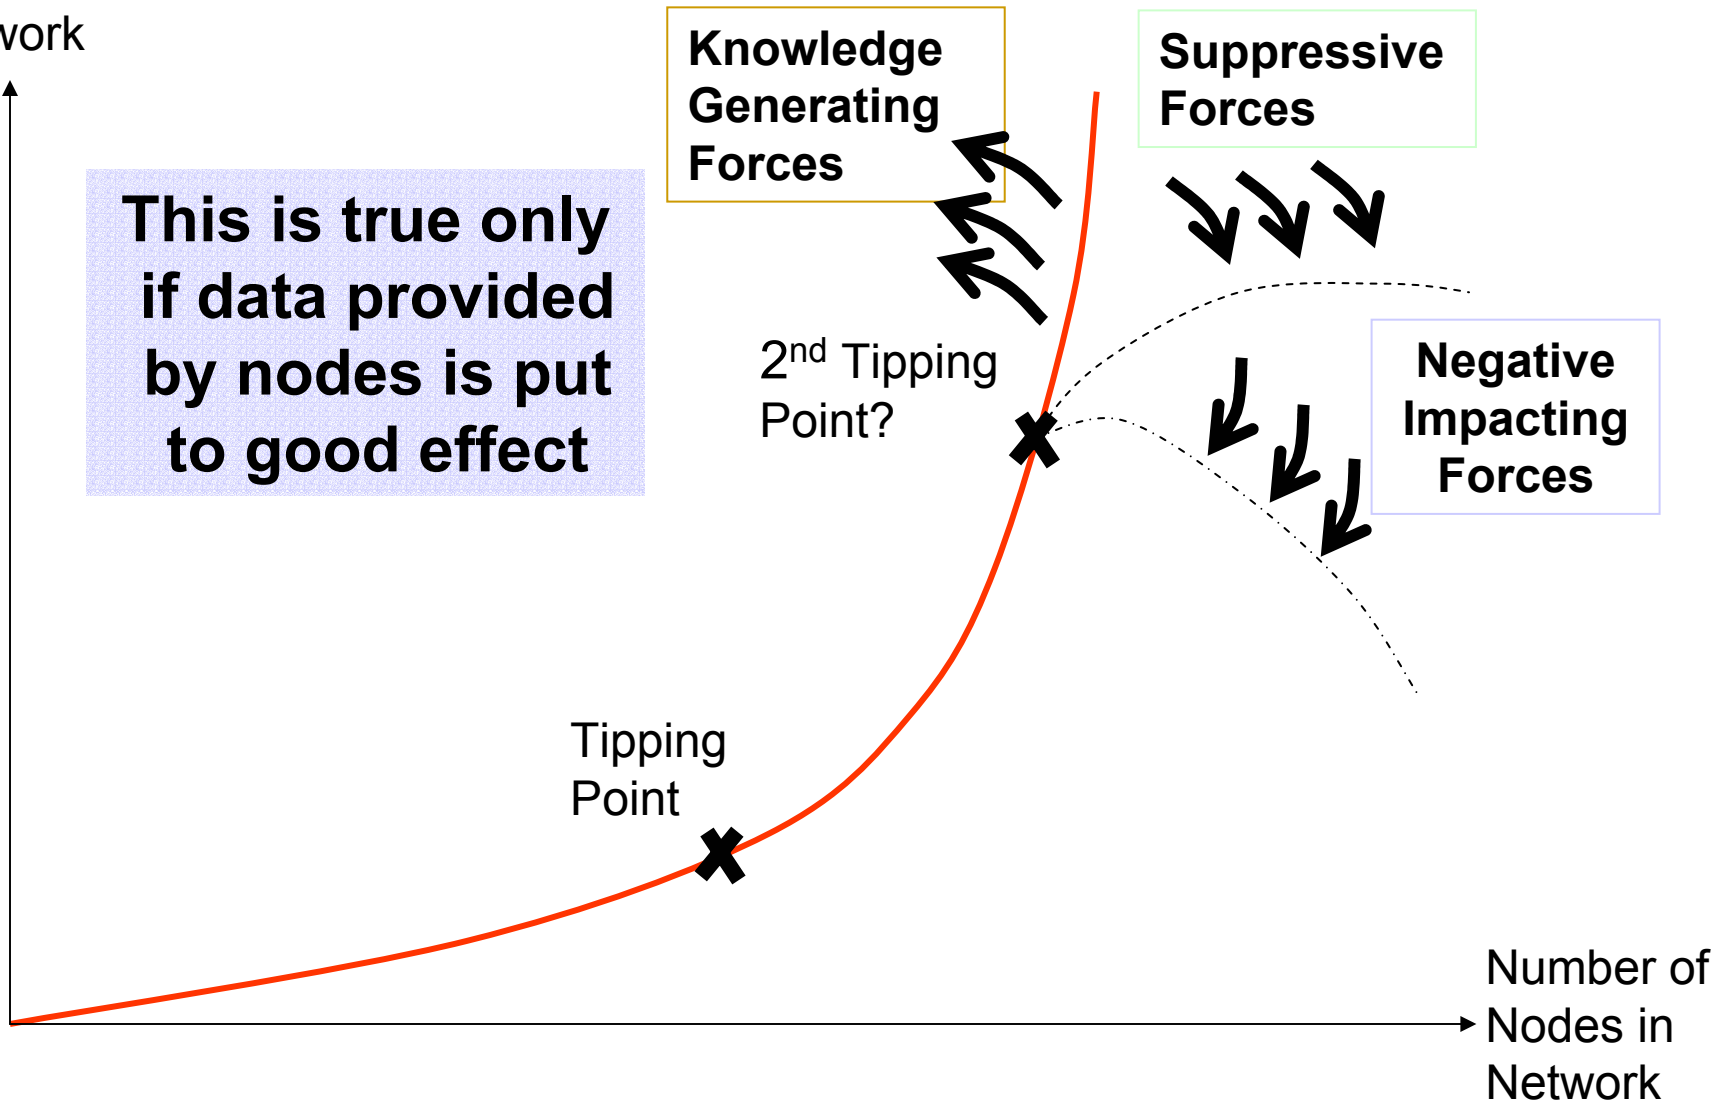 work
Knowledge
Generating
Forces
Suppressive
Forces
This is true only
if data provided
by nodes is put
to good effect
2nd Tipping
Point?
Negative
Impacting
Forces
Tipping
Point
Number of
Nodes in
Network